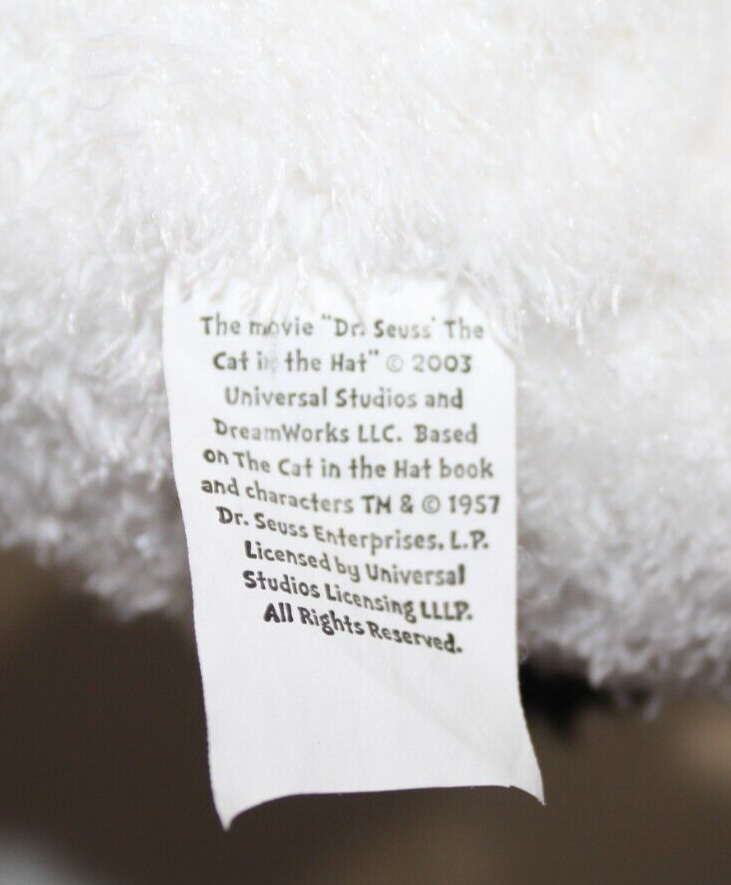 The movie "Dr. Seuss' The
Cat in the Hat" © 2003
Universal Studios and
DreamWorks LLC. Based
on The Cat in the Hat book
and characters TM & © 1957
Dr. Seuss Enterprises, L.P.
Licensed by Universal
Studios Licensing LLLP.
All Rights Reserved.